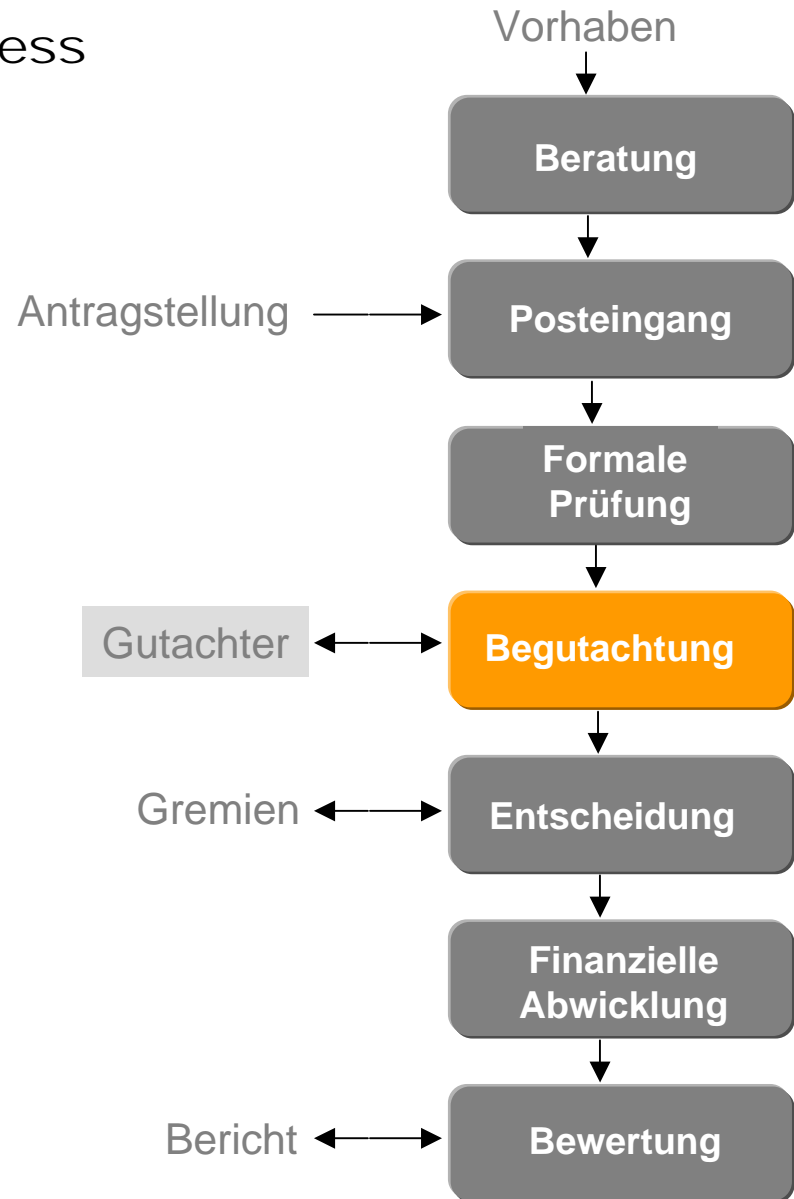 ess
Vorhaben
Beratung
Antragstellung
Posteingang
Formale
Prüfung
Gutachter
Begutachtung
Gremien
Entscheidung
Finanzielle
Abwicklung
Bericht
Bewertung